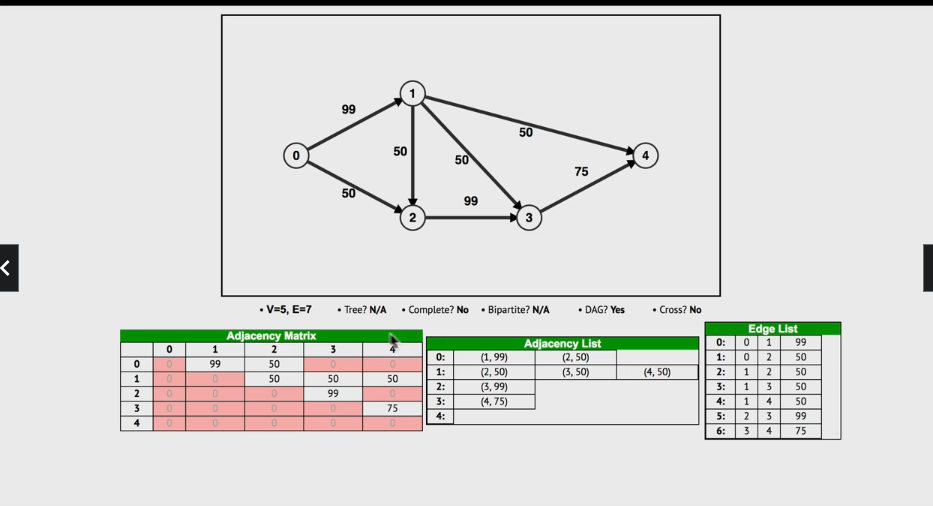 1
99
50
50
0
50
4
75
50
99
2
3
• V=5, E=7 • Tree? N/A • Complete? No • Bipartite? N/A • DAG? Yes • Cross? No
Adjacency Matrix
0 1 2 3 4
0 0 99 50 0 0
1 0 0 50 50 50
2 0 0 0 99 0
3 0 0 0 0 75
4 0 0 0 0 0
Adjacency List
0: (1, 99) (2, 50)
1: (2, 50) (3, 50) (4, 50)
2: (3, 99)
3: (4, 75)
4:
Edge List
0: 0 1 99
1: 0 2 50
2: 1 2 50
3: 1 3 50
4: 1 4 50
5: 2 3 99
6: 3 4 75